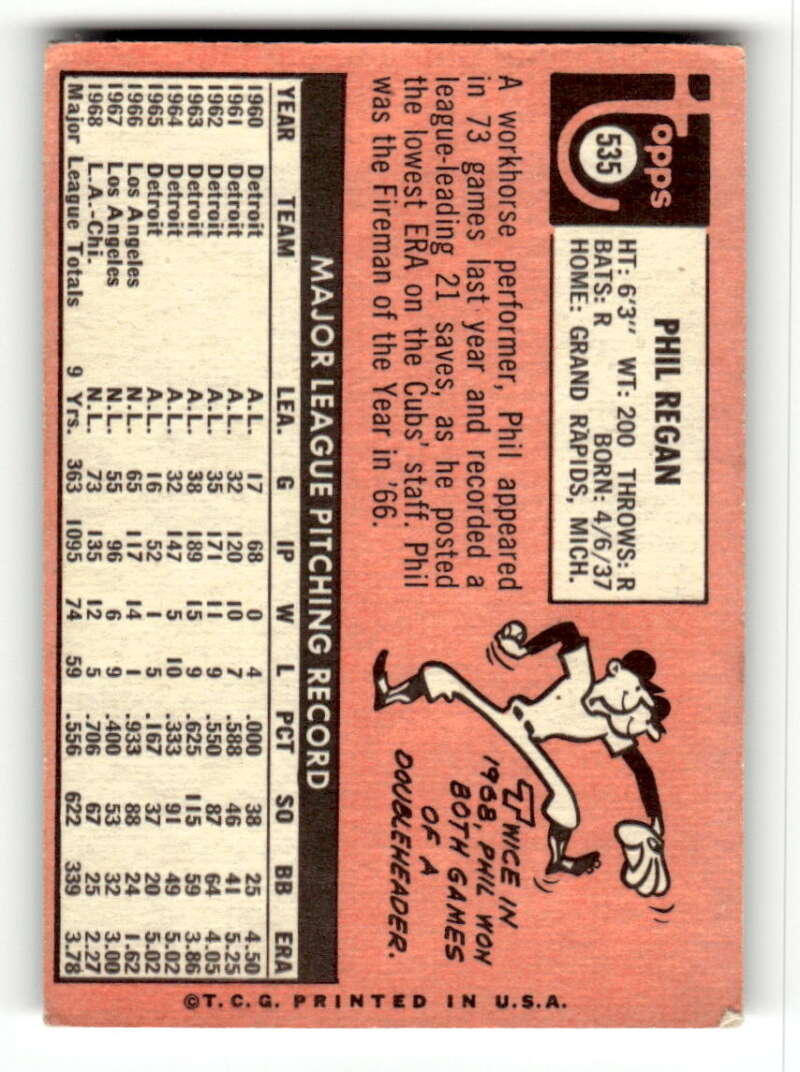 Topps
535
PHIL REGAN
HT: 6'3" WT: 200 THROWS: R
BATS: R BORN: 4/6/37
HOME: GRAND RAPIDS, MICH.
A workhorse performer, Phil appeared
in 73 games last year and recorded a
league-leading 21 saves, as he posted
the lowest ERA on the Cubs' staff. Phil
was the Fireman of the Year in '66.
TWICE IN
1968, PHIL WON
BOTH GAMES
OF A
DOUBLEHEADER.
MAJOR LEAGUE PITCHING RECORD
YEAR TEAM LEA. G IP W L PCT SO BB ERA
1960 Detroit A.L. 17 68 0 4 .000 38 25 4.50
1961 Detroit A.L. 32 120 10 7 .588 46 41 5.25
1962 Detroit A.L. 35 171 11 9 .550 87 64 4.05
1963 Detroit A.L. 38 189 15 9 .625 115 59 3.86
1964 Detroit A.L. 32 147 5 10 .333 91 49 5.02
1965 Detroit A.L. 16 52 1 5 .167 37 20 5.02
1966 Los Angeles N.L. 65 117 14 1 .933 88 24 1.62
1967 Los Angeles N.L. 55 96 6 9 .400 53 32 3.00
1968 L.A.-Chi. N.L. 73 135 12 5 .706 67 25 2.27
Major League Totals 9 Yrs. 363 1095 74 59 .556 622 339 3.78
©T.C.G. PRINTED IN U.S.A.